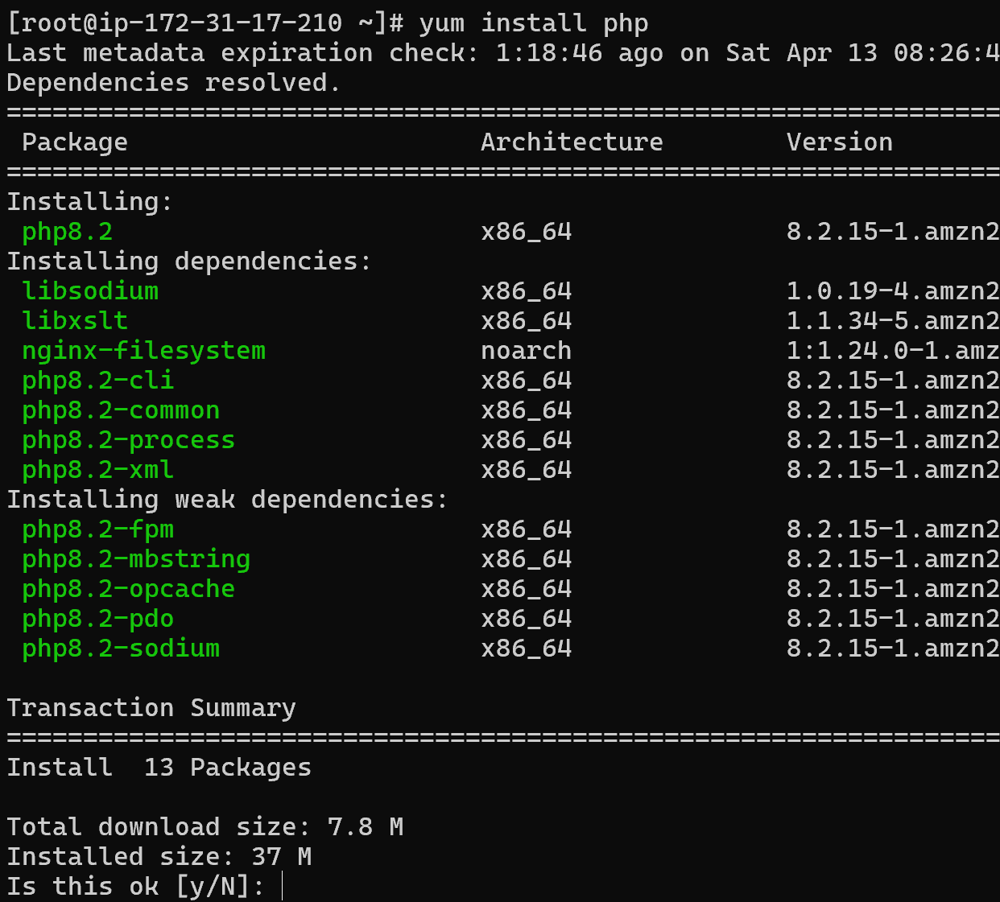 [root@ip-172-31-17-210 ~]# yum install php
Last metadata expiration check: 1:18:46 ago on Sat Apr 13 08:26:4
Dependencies resolved.
=================================================================
Package Architecture Version
=================================================================
Installing:
php8.2 x86_64 8.2.15-1.amzn2
Installing dependencies:
libsodium x86_64 1.0.19-4.amzn2
libxslt x86_64 1.1.34-5.amzn2
nginx-filesystem noarch 1:1.24.0-1.amz
php8.2-cli x86_64 8.2.15-1.amzn2
php8.2-common x86_64 8.2.15-1.amzn2
php8.2-process x86_64 8.2.15-1.amzn2
php8.2-xml x86_64 8.2.15-1.amzn2
Installing weak dependencies:
php8.2-fpm x86_64 8.2.15-1.amzn2
php8.2-mbstring x86_64 8.2.15-1.amzn2
php8.2-opcache x86_64 8.2.15-1.amzn2
php8.2-pdo x86_64 8.2.15-1.amzn2
php8.2-sodium x86_64 8.2.15-1.amzn2
Transaction Summary
=================================================================
Install 13 Packages
Total download size: 7.8 M
Installed size: 37 M
Is this ok [y/N]: